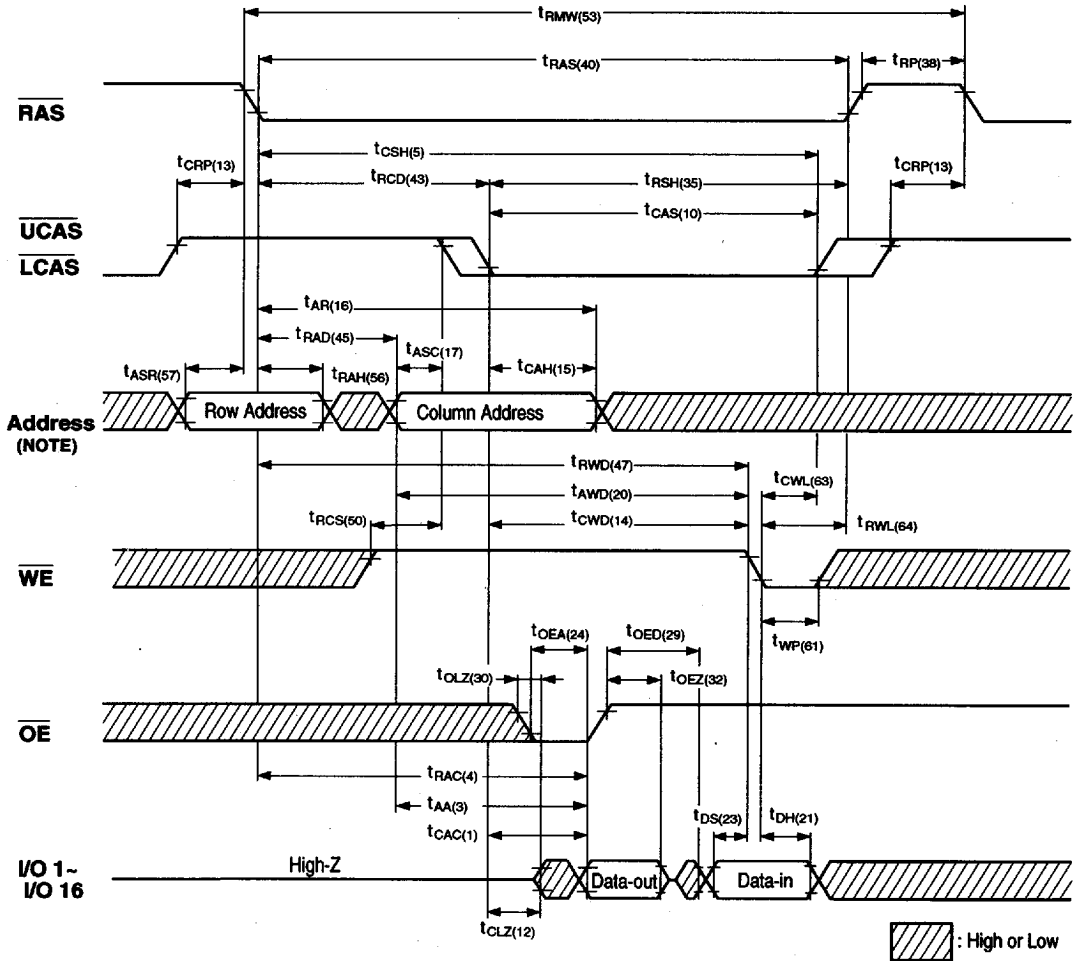 tRMW(53)
tRAS(40)
tRP(38)
RAS
tCSH(5)
tCRP(13)
tRCD(43)
tRSH(35)
tCRP(13)
tCAS(10)
UCAS
LCAS
tAR(16)
tRAD(45)
tASC(17)
tASR(57)
tRAH(56)
tCAH(15)
Row Address
Column Address
Address
(NOTE)
tRWD(47)
tCWL(63)
tAWD(20)
tRCS(50)
tCWD(14)
tRWL(64)
WE
tOEA(24)
tOED(29)
tWP(61)
tOLZ(30)
tOEZ(32)
OE
tRAC(4)
tAA(3)
tDS(23)
tDH(21)
tCAC(1)
I/O 1~
I/O 16
High-Z
Data-out
Data-in
tCLZ(12)
: High or Low